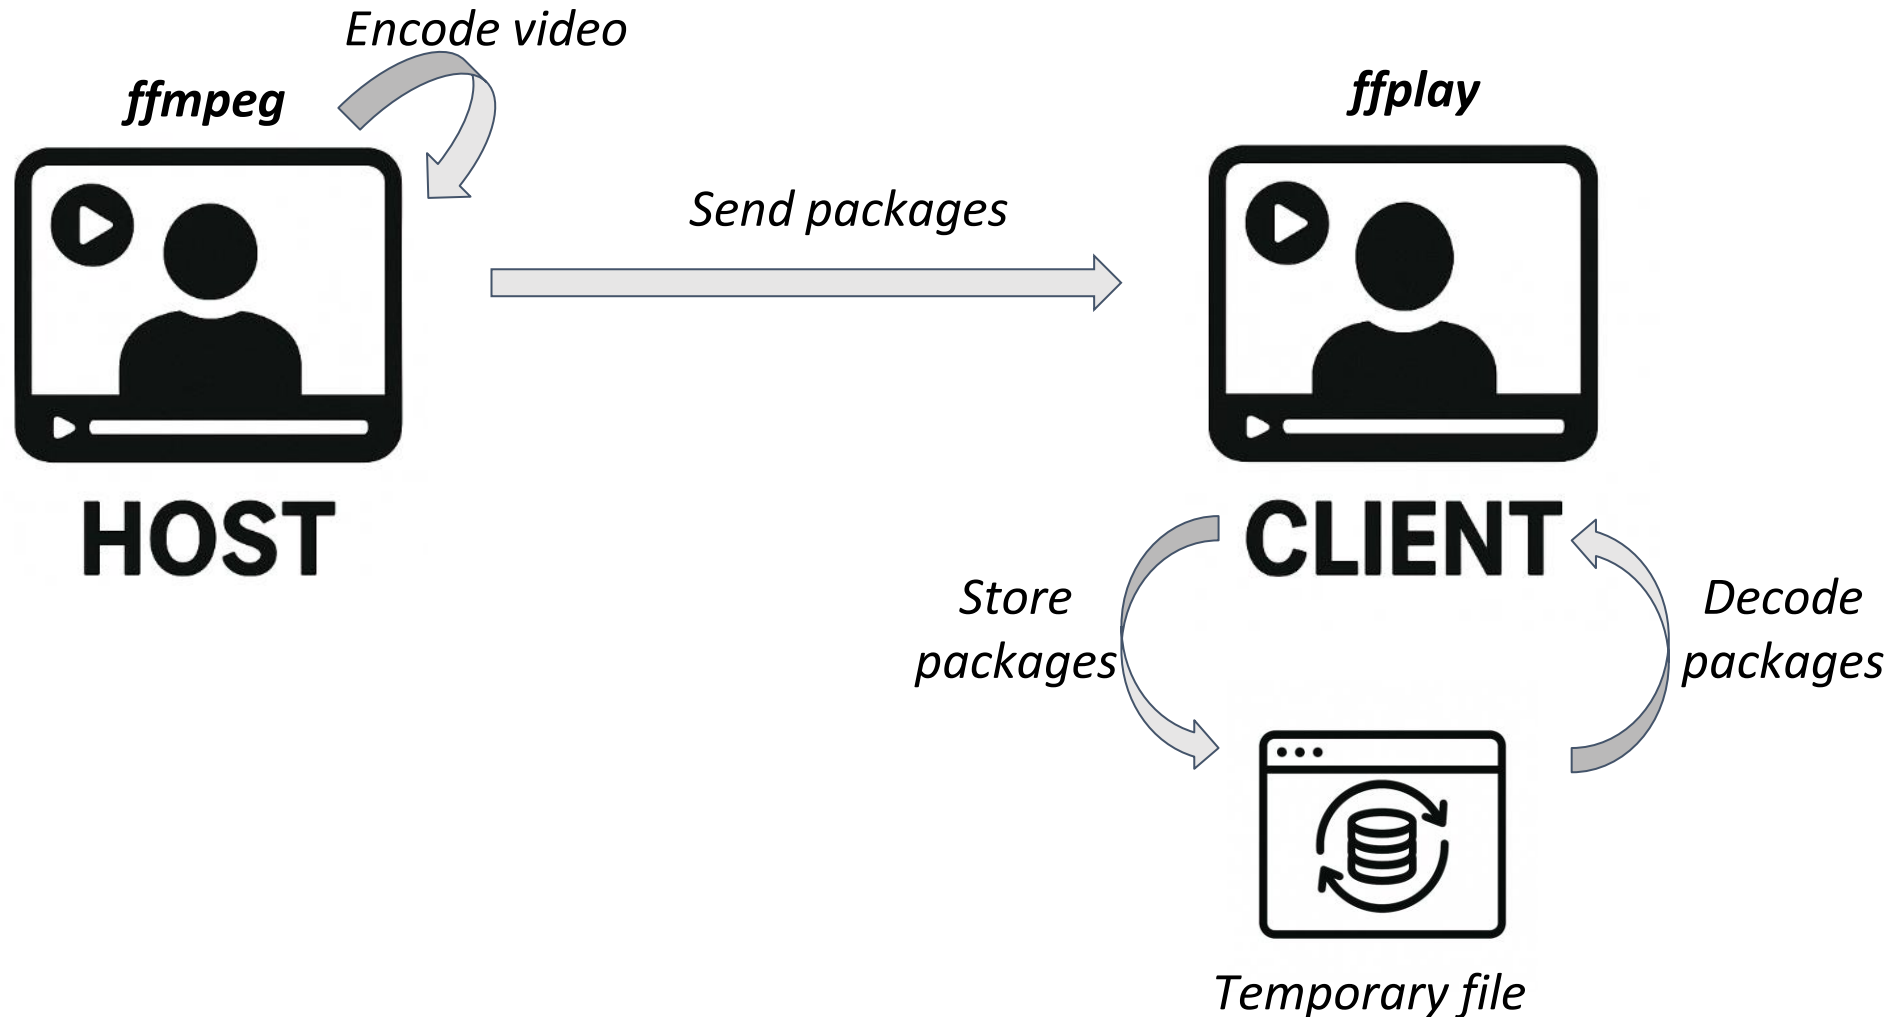 Encode video
ffmpeg
ffplay
Send packages
HOST
CLIENT
Store
packages
Decode
packages
Temporary file